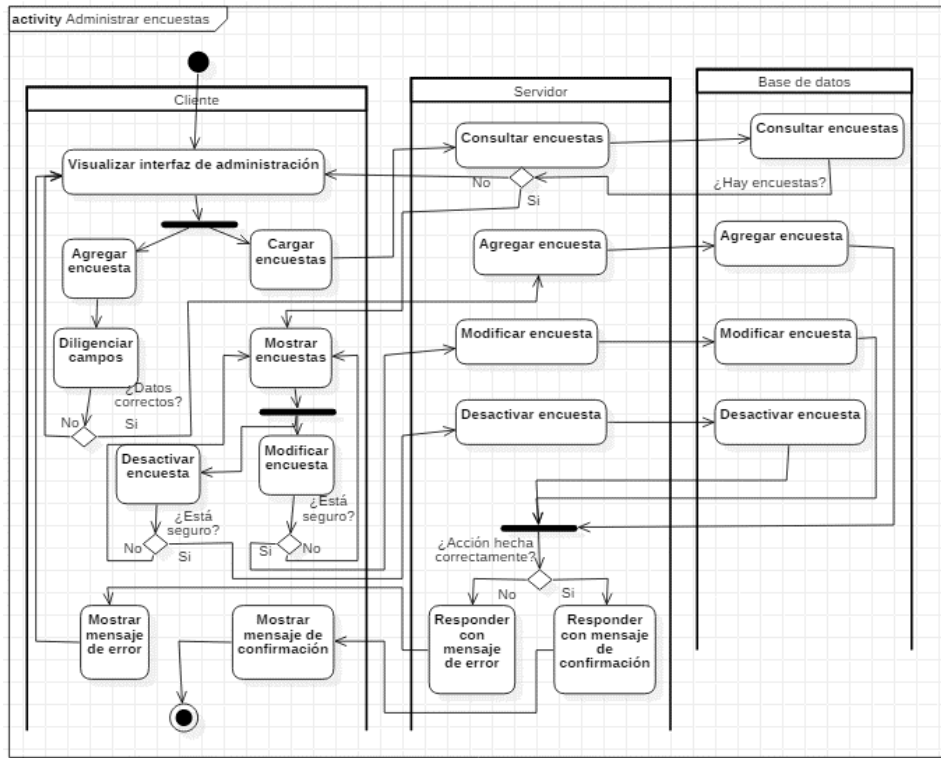 activity Administrar encuestas
Cliente
Servidor
Base de datos
Visualizar interfaz de administración
Consultar encuestas
Consultar encuestas
No
Si
¿Hay encuestas?
Agregar
encuesta
Cargar
encuestas
Agregar encuesta
Agregar encuesta
Diligenciar
campos
Mostrar
encuestas
Modificar encuesta
Modificar encuesta
¿Datos
correctos?
No
Si
Desactivar encuesta
Desactivar encuesta
Desactivar
encuesta
Modificar
encuesta
¿Está
seguro?
¿Está
seguro?
No
Si
Si
No
¿Acción hecha
correctamente?
No
Si
Mostrar
mensaje
de error
Mostrar
mensaje de
confirmación
Responder
con
mensaje
de error
Responder
con mensaje
de
confirmación